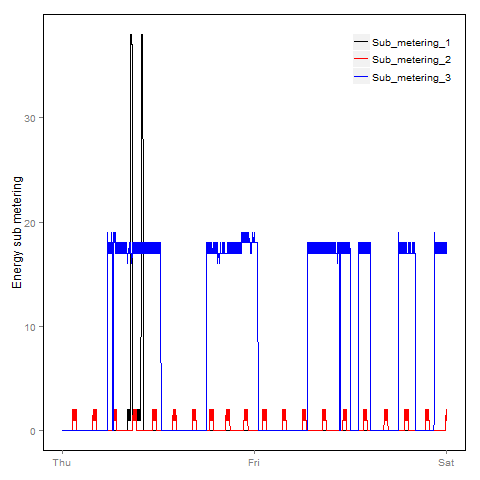 Sub_metering_1
Sub_metering_2
Sub_metering_3
Energy sub metering
30
20
10
0
Thu
Fri
Sat